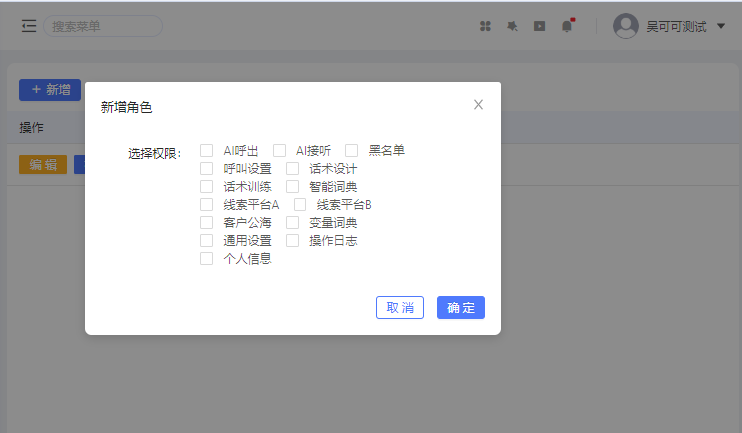 搜索菜单
吴可可测试
+ 新增
操作
编辑
新增角色
选择权限:
AI呼出 AI接听 黑名单
呼叫设置 话术设计
话术训练 智能词典
线索平台A 线索平台B
客户公海 变量词典
通用设置 操作日志
个人信息
取消 确定